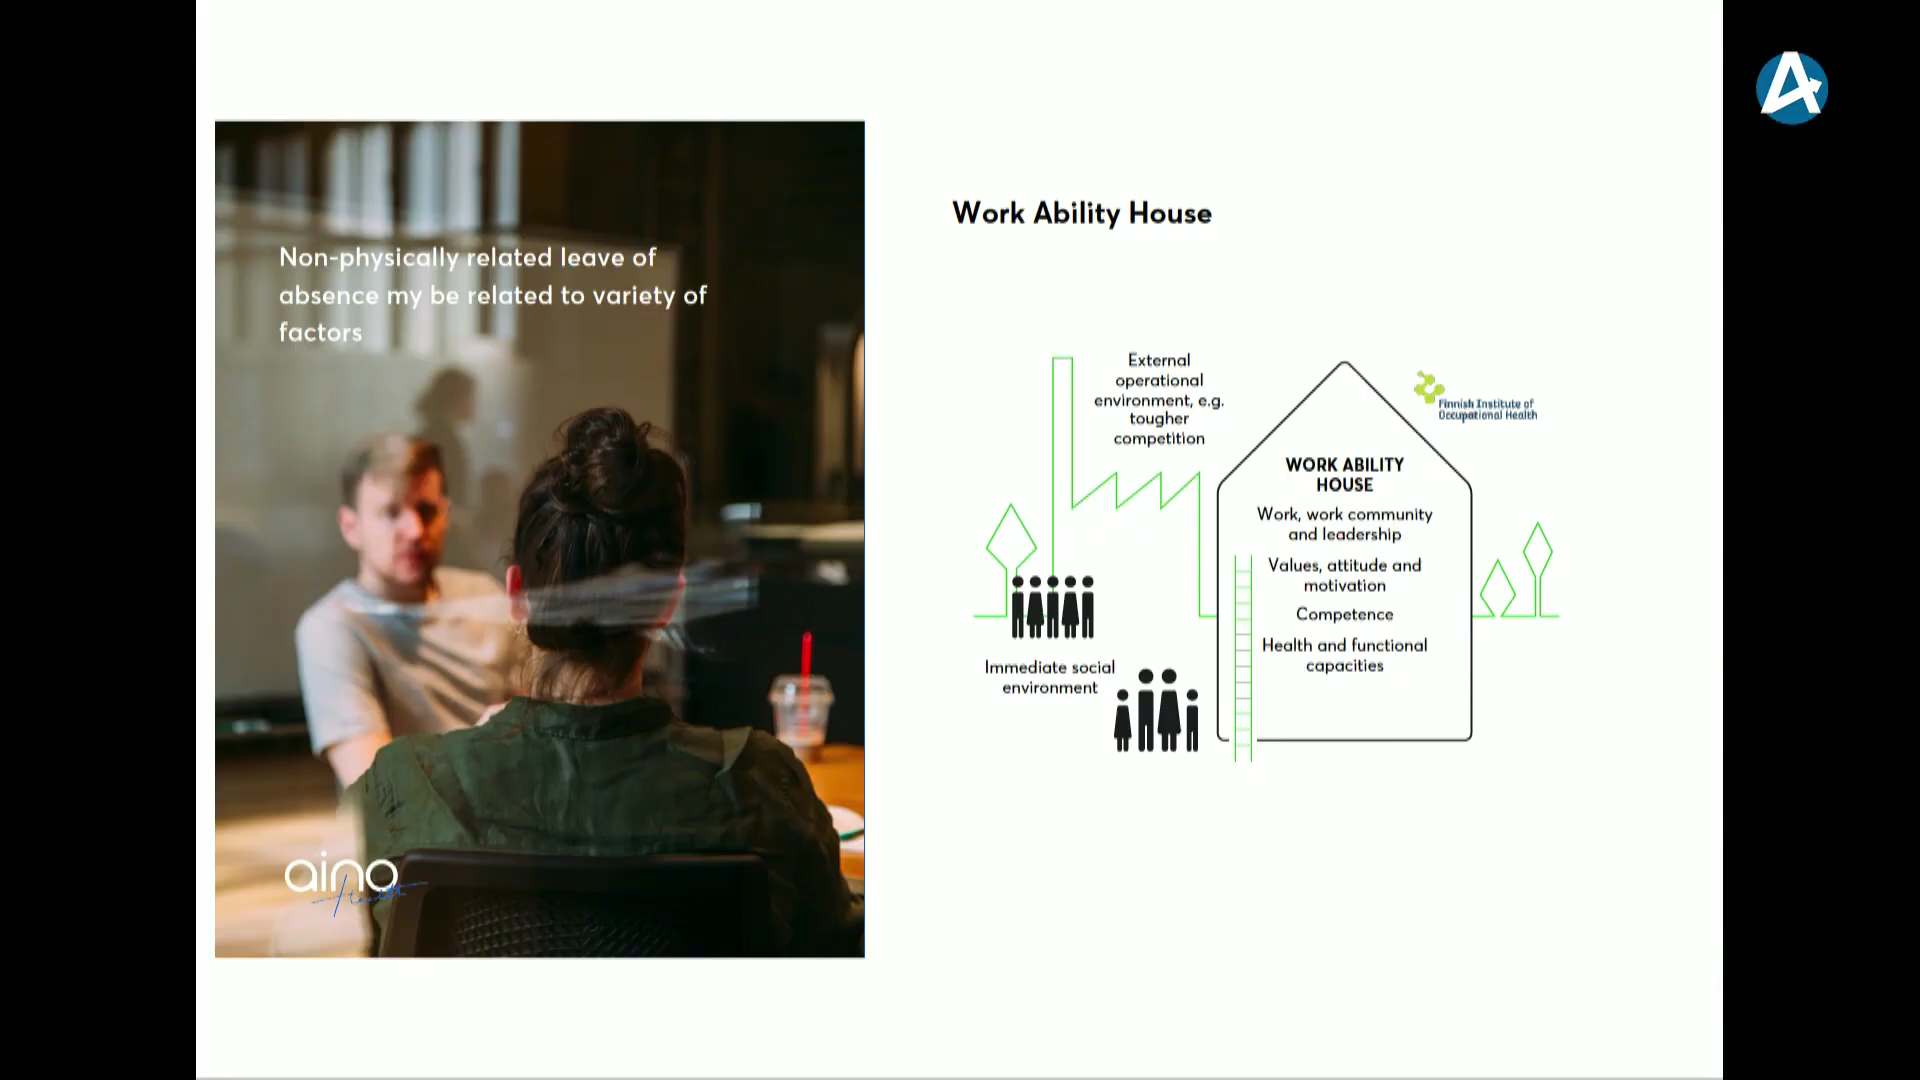 Non-physically related leave of
absence my be related to variety of
factors
aino
Health
Work Ability House
External
operational
environment, e.g.
tougher
competition
Finnish Institute of
Occupational Health
WORK ABILITY
HOUSE
Work, work community
and leadership
Values, attitude and
motivation
Competence
Health and functional
capacities
Immediate social
environment